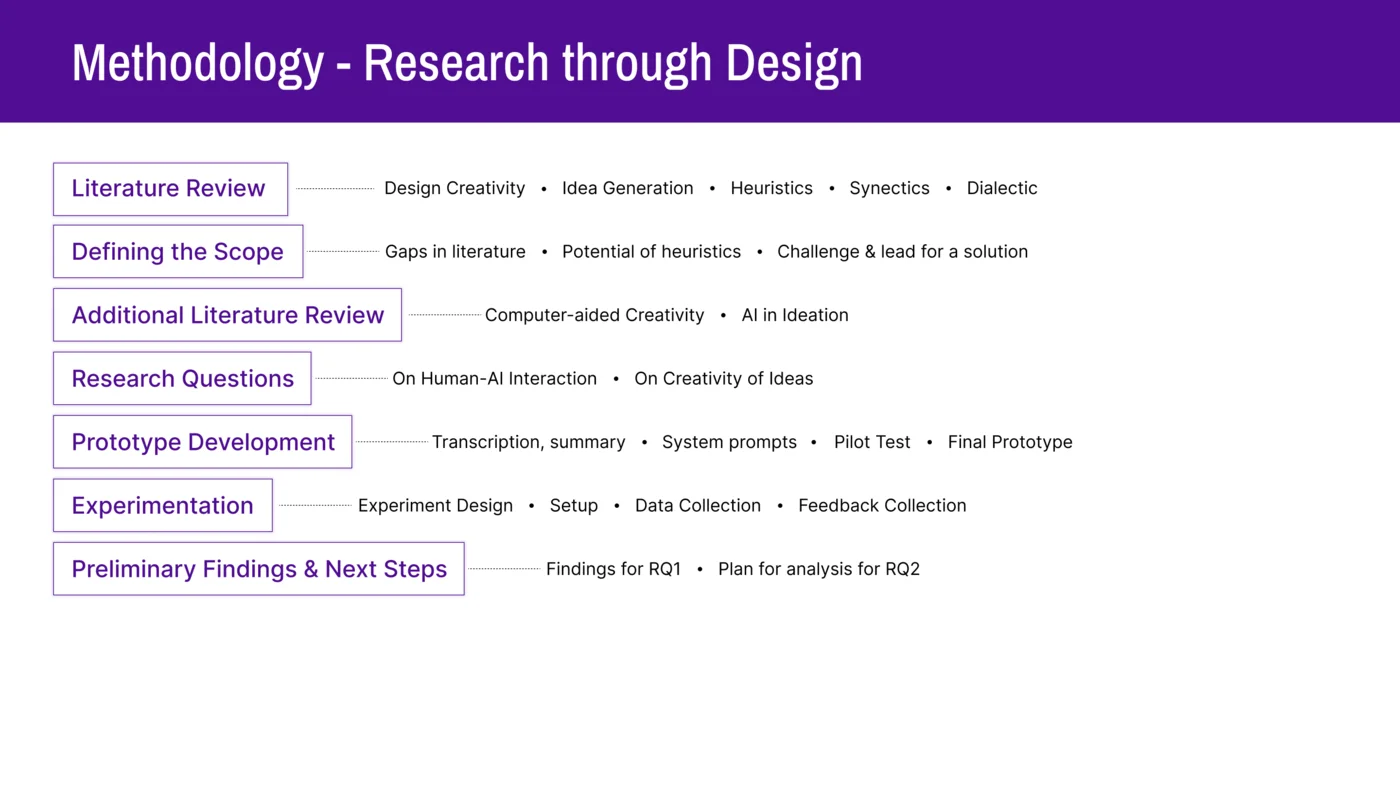 Methodology - Research through Design
Literature Review Design Creativity • Idea Generation • Heuristics • Synectics • Dialectic
Defining the Scope Gaps in literature • Potential of heuristics • Challenge & lead for a solution
Additional Literature Review Computer-aided Creativity • AI in Ideation
Research Questions On Human-AI Interaction • On Creativity of Ideas
Prototype Development Transcription, summary • System prompts • Pilot Test • Final Prototype
Experimentation Experiment Design • Setup • Data Collection • Feedback Collection
Preliminary Findings & Next Steps Findings for RQ1 • Plan for analysis for RQ2